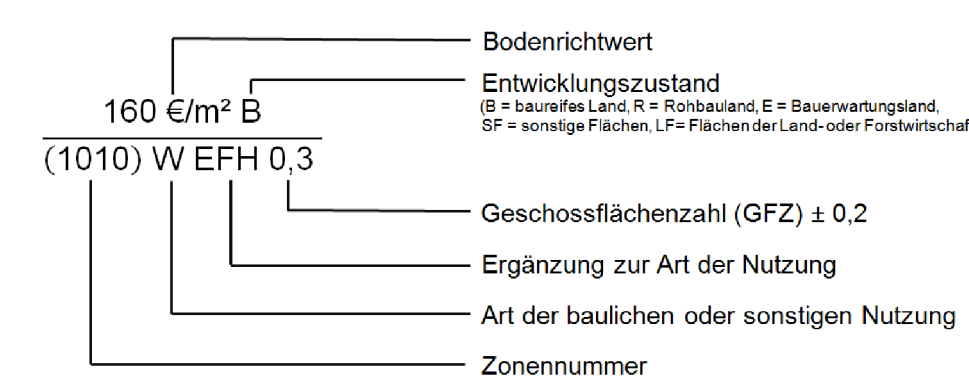 Bodenrichtwert
Entwicklungszustand
(B = baureifes Land, R = Rohbauland, E = Bauerwartungsland,
SF = sonstige Flächen, LF= Flächen der Land- oder Forstwirtschaf
160 €/m² B
(1010) W EFH 0,3
Geschossflächenzahl (GFZ) ± 0,2
Ergänzung zur Art der Nutzung
Art der baulichen oder sonstigen Nutzung
Zonennummer